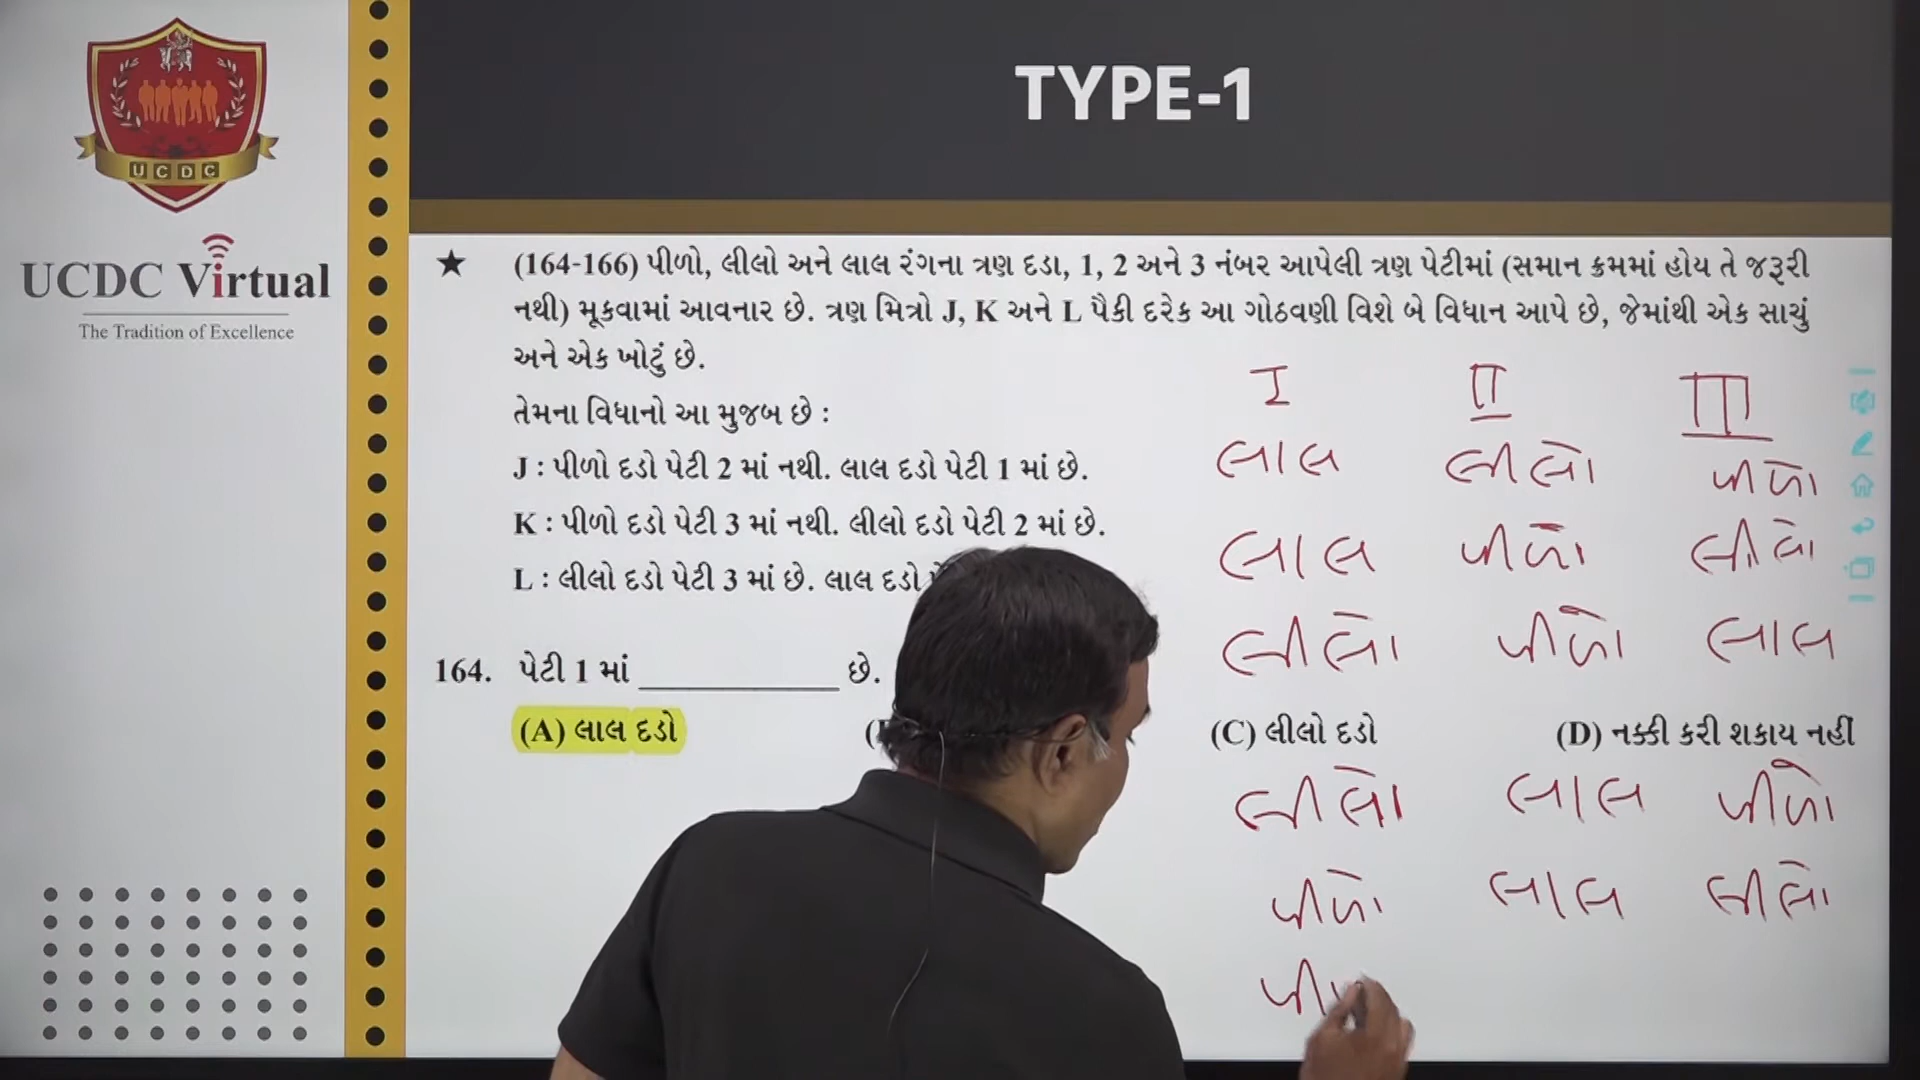 UCDC
UCDC Virtual
The Tradition of Excellence
TYPE-1
★ (164-166) પીળો, લીલો અને લાલ રંગના ત્રણ દડા, 1, 2 અને 3 નંબર આપેલી ત્રણ પેટીમાં (સમાન ક્રમમાં હોય તે જરૂરી
નથી) મૂકવામાં આવનાર છે. ત્રણ મિત્રો J, K અને L પૈકી દરેક આ ગોઠવણી વિશે બે વિધાન આપે છે, જેમાંથી એક સાચું
અને એક ખોટું છે.
તેમના વિધાનો આ મુજબ છે :
J : પીળો દડો પેટી 2 માં નથી. લાલ દડો પેટી 1 માં છે.
K : પીળો દડો પેટી 3 માં નથી. લીલો દડો પેટી 2 માં છે.
L : લીલો દડો પેટી 3 માં છે. લાલ દડો
I II III
લાલ લીલો પીળો
લાલ પીળો લીલો
લીલો પીળો લાલ
164. પેટી 1 માં ____________ છે.
(A) લાલ દડો (C) લીલો દડો (D) નક્કી કરી શકાય નહીં
લીલો લાલ પીળો
પીળો લાલ લીલો